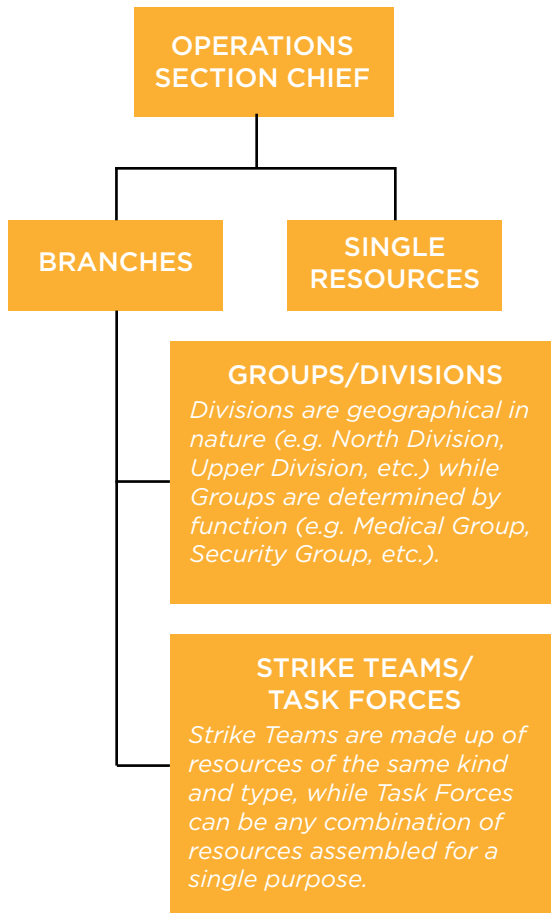 OPERATIONS
SECTION CHIEF
BRANCHES
SINGLE
RESOURCES
GROUPS/DIVISIONS
Divisions are geographical in
nature (e.g. North Division,
Upper Division, etc.) while
Groups are determined by
function (e.g. Medical Group,
Security Group, etc.).
STRIKE TEAMS/
TASK FORCES
Strike Teams are made up of
resources of the same kind
and type, while Task Forces
can be any combination of
resources assembled for a
single purpose.